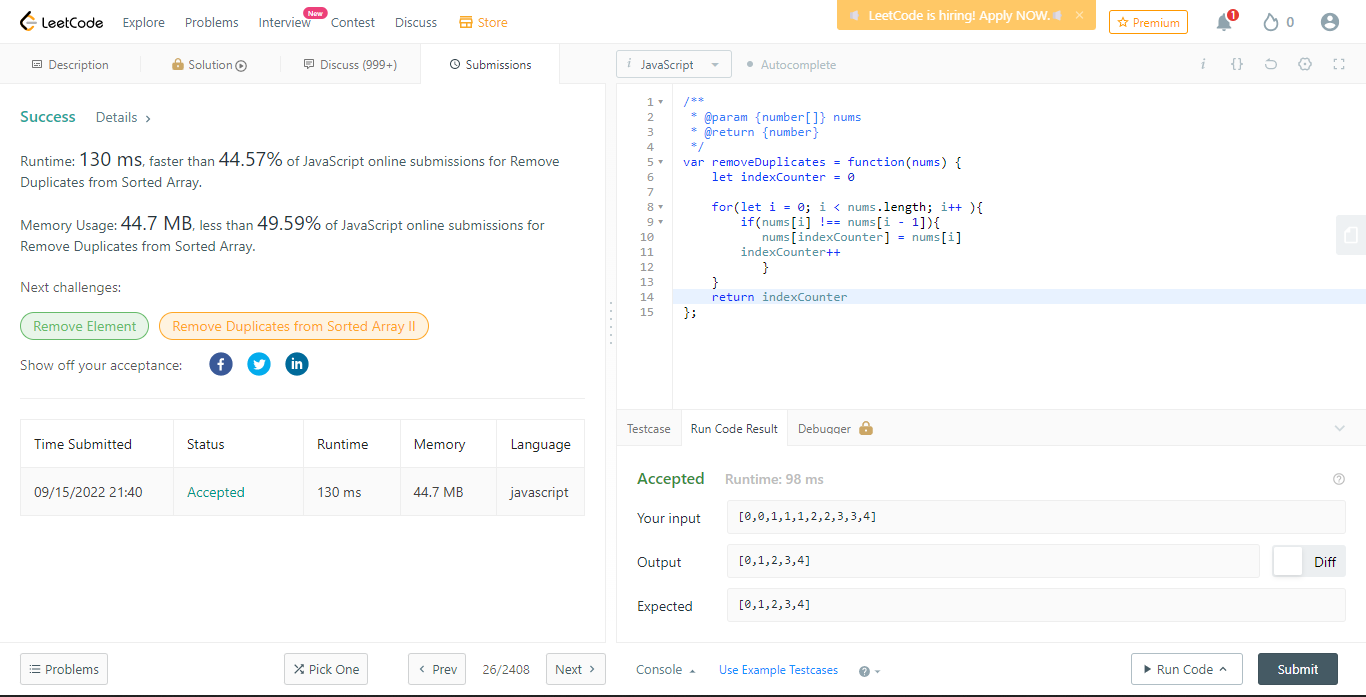 LeetCode Explore Problems Interview New Contest Discuss Store LeetCode is hiring! Apply NOW. × Premium 1 0
Description Solution Discuss (999+) Submissions
i JavaScript Autocomplete i {}
Success Details >
Runtime: 130 ms, faster than 44.57% of JavaScript online submissions for Remove
Duplicates from Sorted Array.
Memory Usage: 44.7 MB, less than 49.59% of JavaScript online submissions for
Remove Duplicates from Sorted Array.
Next challenges:
Remove Element Remove Duplicates from Sorted Array II
Show off your acceptance: f in
Time Submitted Status Runtime Memory Language
09/15/2022 21:40 Accepted 130 ms 44.7 MB javascript
1 /**
2 * @param {number[]} nums
3 * @return {number}
4 */
5 var removeDuplicates = function(nums) {
6 let indexCounter = 0
7
8 for(let i = 0; i < nums.length; i++ ){
9 if(nums[i] !== nums[i - 1]){
10 nums[indexCounter] = nums[i]
11 indexCounter++
12 }
13 }
14 return indexCounter
15 };
Testcase Run Code Result Debugger
Accepted Runtime: 98 ms
Your input [0,0,1,1,1,2,2,3,3,4]
Output [0,1,2,3,4] Diff
Expected [0,1,2,3,4]
Problems Pick One < Prev 26/2408 Next > Console Use Example Testcases ? Run Code Submit